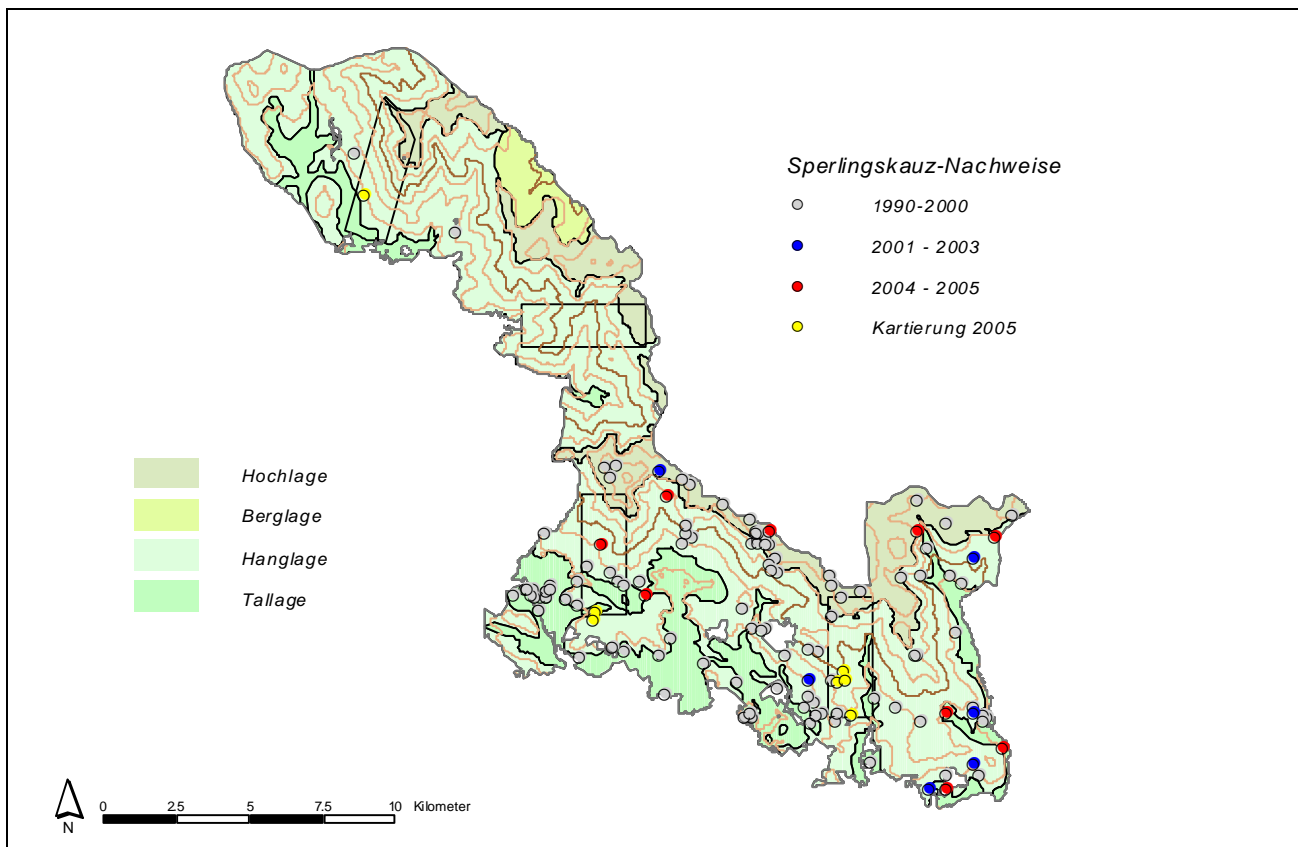 Sperlingskauz-Nachweise
1990-2000
2001 - 2003
2004 - 2005
Kartierung 2005
Hochlage
Berglage
Hanglage
Tallage
N
0 2.5 5 7.5 10 Kilometer